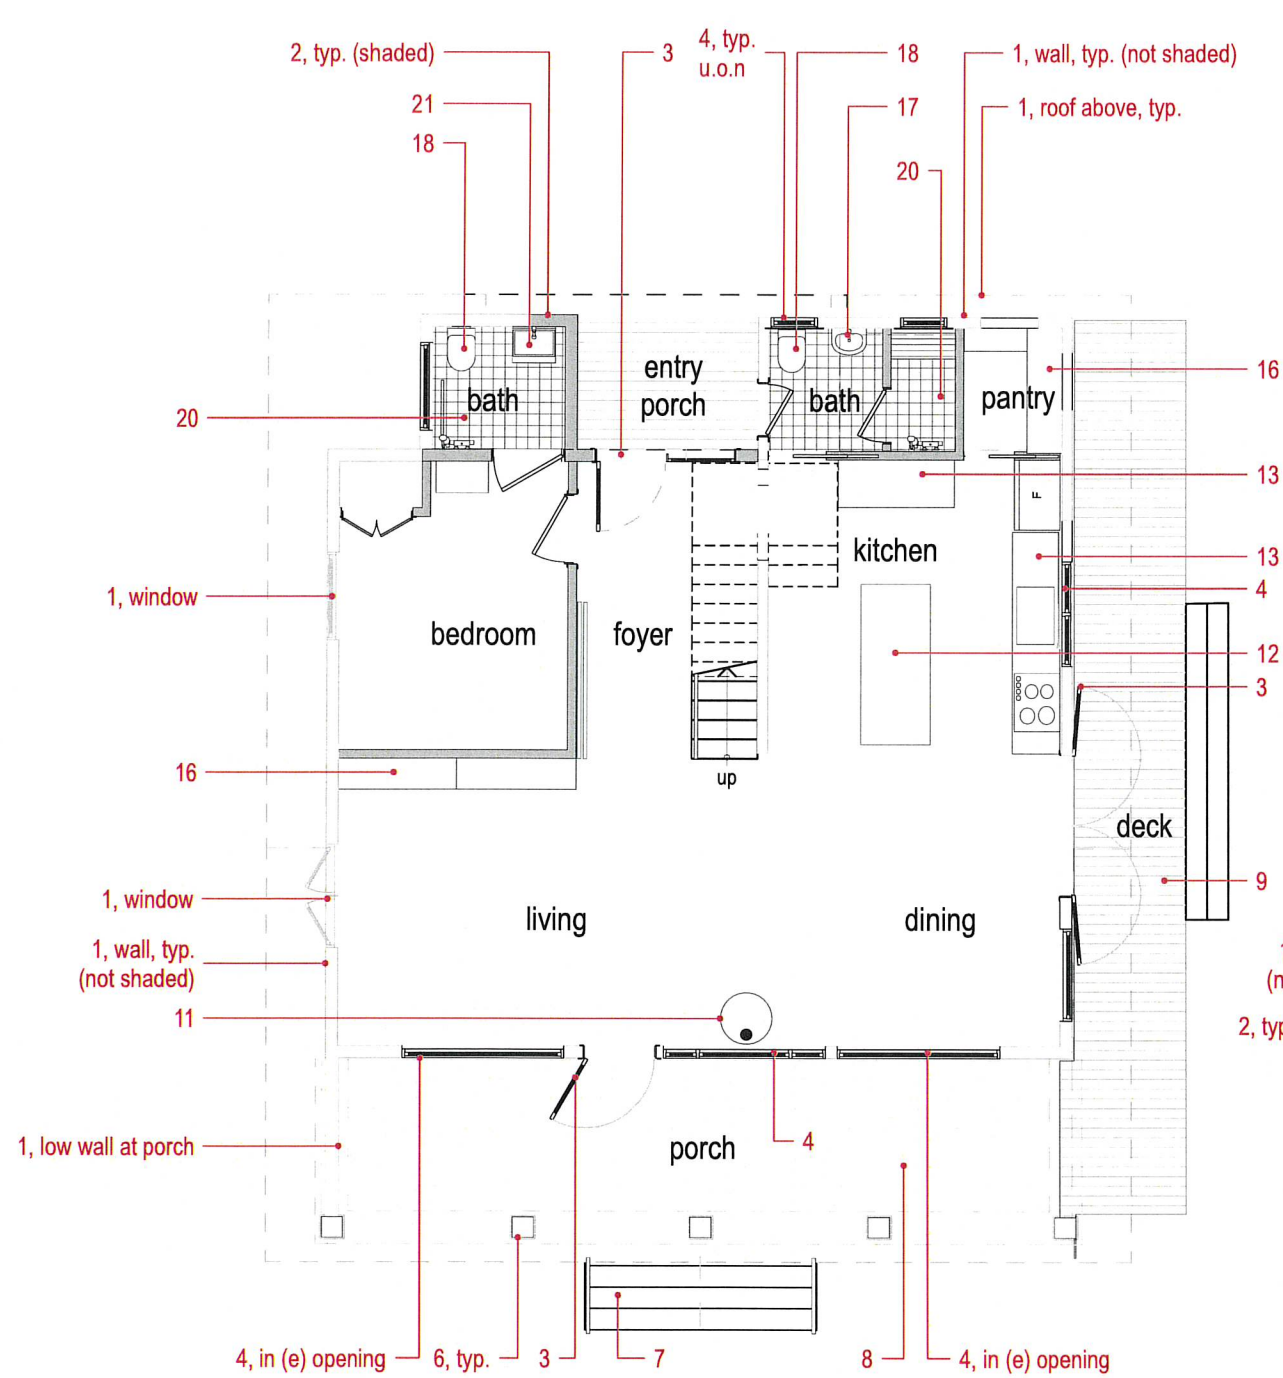 2, typ. (shaded)
3
4, typ.
u.o.n
18
1, wall, typ. (not shaded)
21
17
1, roof above, typ.
18
20
entry
porch
16
bath
bath
pantry
20
13
F
kitchen
13
1, window
4
bedroom
foyer
12
3
16
up
deck
9
1, window
living
dining
1, wall, typ.
(not shaded)
(n
11
2, typ
1, low wall at porch
porch
4
4, in (e) opening
6, typ.
3
7
8
4, in (e) opening